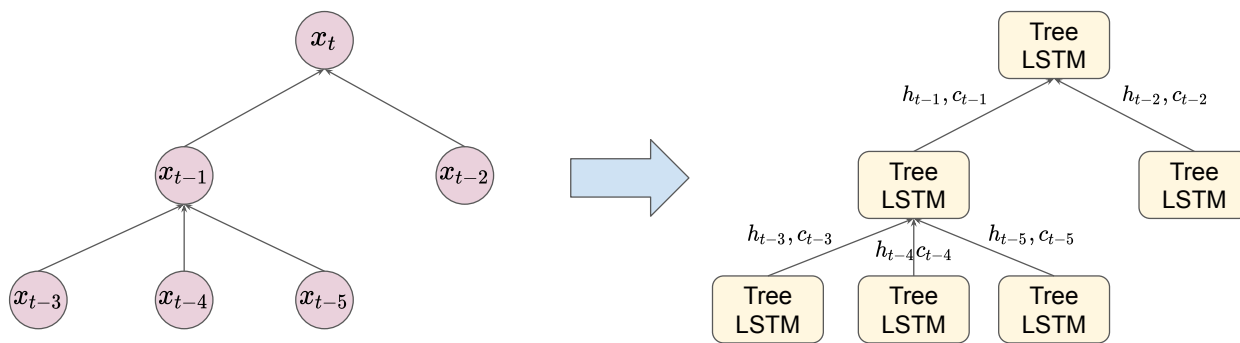 x_t
x_{t-1}
x_{t-2}
x_{t-3}
x_{t-4}
x_{t-5}
Tree
LSTM
h_{t-1}, c_{t-1}
h_{t-2}, c_{t-2}
Tree
LSTM
Tree
LSTM
h_{t-3}, c_{t-3}
h_{t-4} c_{t-4}
h_{t-5}, c_{t-5}
Tree
LSTM
Tree
LSTM
Tree
LSTM